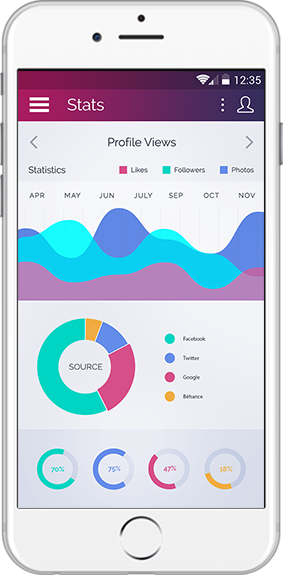 12:35
Stats
Profile Views
Statistics Likes Followers Photos
APR MAY JUN JULY SEP OCT NOV
SOURCE
Facebook
Twitter
Google
Behance
70% 75% 47% 18%